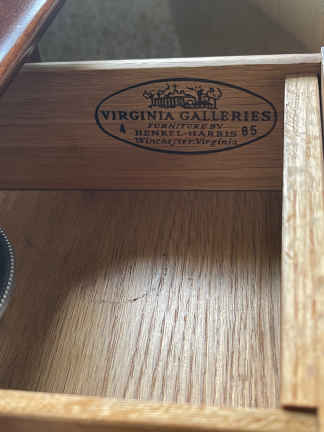 VIRGINIA GALLERIES
FURNITURE BY
A HENKEL-HARRIS 85
Winchester, Virginia